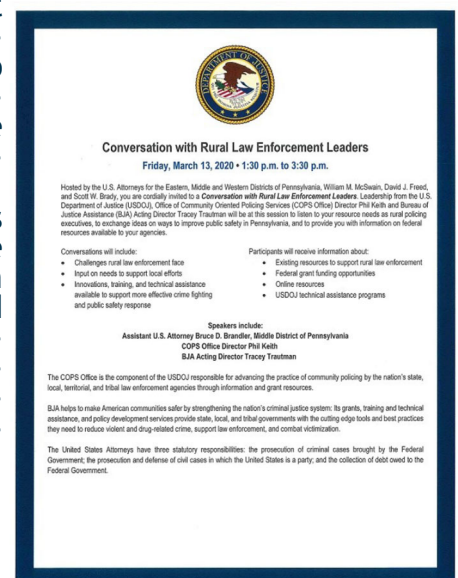 DEPARTMENT OF JUSTICE
Conversation with Rural Law Enforcement Leaders
Friday, March 13, 2020 • 1:30 p.m. to 3:30 p.m.
Hosted by the U.S. Attorneys for the Eastern, Middle and Western Districts of Pennsylvania, William M. McSwain, David J. Freed,
and Scott W. Brady, you are cordially invited to a Conversation with Rural Law Enforcement Leaders. Leadership from the U.S.
Department of Justice (USDOJ), Office of Community Oriented Policing Services (COPS Office) Director Phil Keith and Bureau of
Justice Assistance (BJA) Acting Director Tracey Trautman will be at this session to listen to your resource needs as rural policing
executives, to exchange ideas on ways to improve public safety in Pennsylvania, and to provide you with information on federal
resources available to your agencies.
Conversations will include:
• Challenges rural law enforcement face
• Input on needs to support local efforts
• Innovations, training, and technical assistance
available to support more effective crime fighting
and public safety response
Participants will receive information about:
• Existing resources to support rural law enforcement
• Federal grant funding opportunities
• Online resources
• USDOJ technical assistance programs
Speakers include:
Assistant U.S. Attorney Bruce D. Brandler, Middle District of Pennsylvania
COPS Office Director Phil Keith
BJA Acting Director Tracey Trautman
The COPS Office is the component of the USDOJ responsible for advancing the practice of community policing by the nation's state,
local, territorial, and tribal law enforcement agencies through information and grant resources.
BJA helps to make American communities safer by strengthening the nation's criminal justice system: Its grants, training and technical
assistance, and policy development services provide state, local, and tribal governments with the cutting edge tools and best practices
they need to reduce violent and drug-related crime, support law enforcement, and combat victimization.
The United States Attorneys have three statutory responsibilities: the prosecution of criminal cases brought by the Federal
Government; the prosecution and defense of civil cases in which the United States is a party; and the collection of debt owed to the
Federal Government.